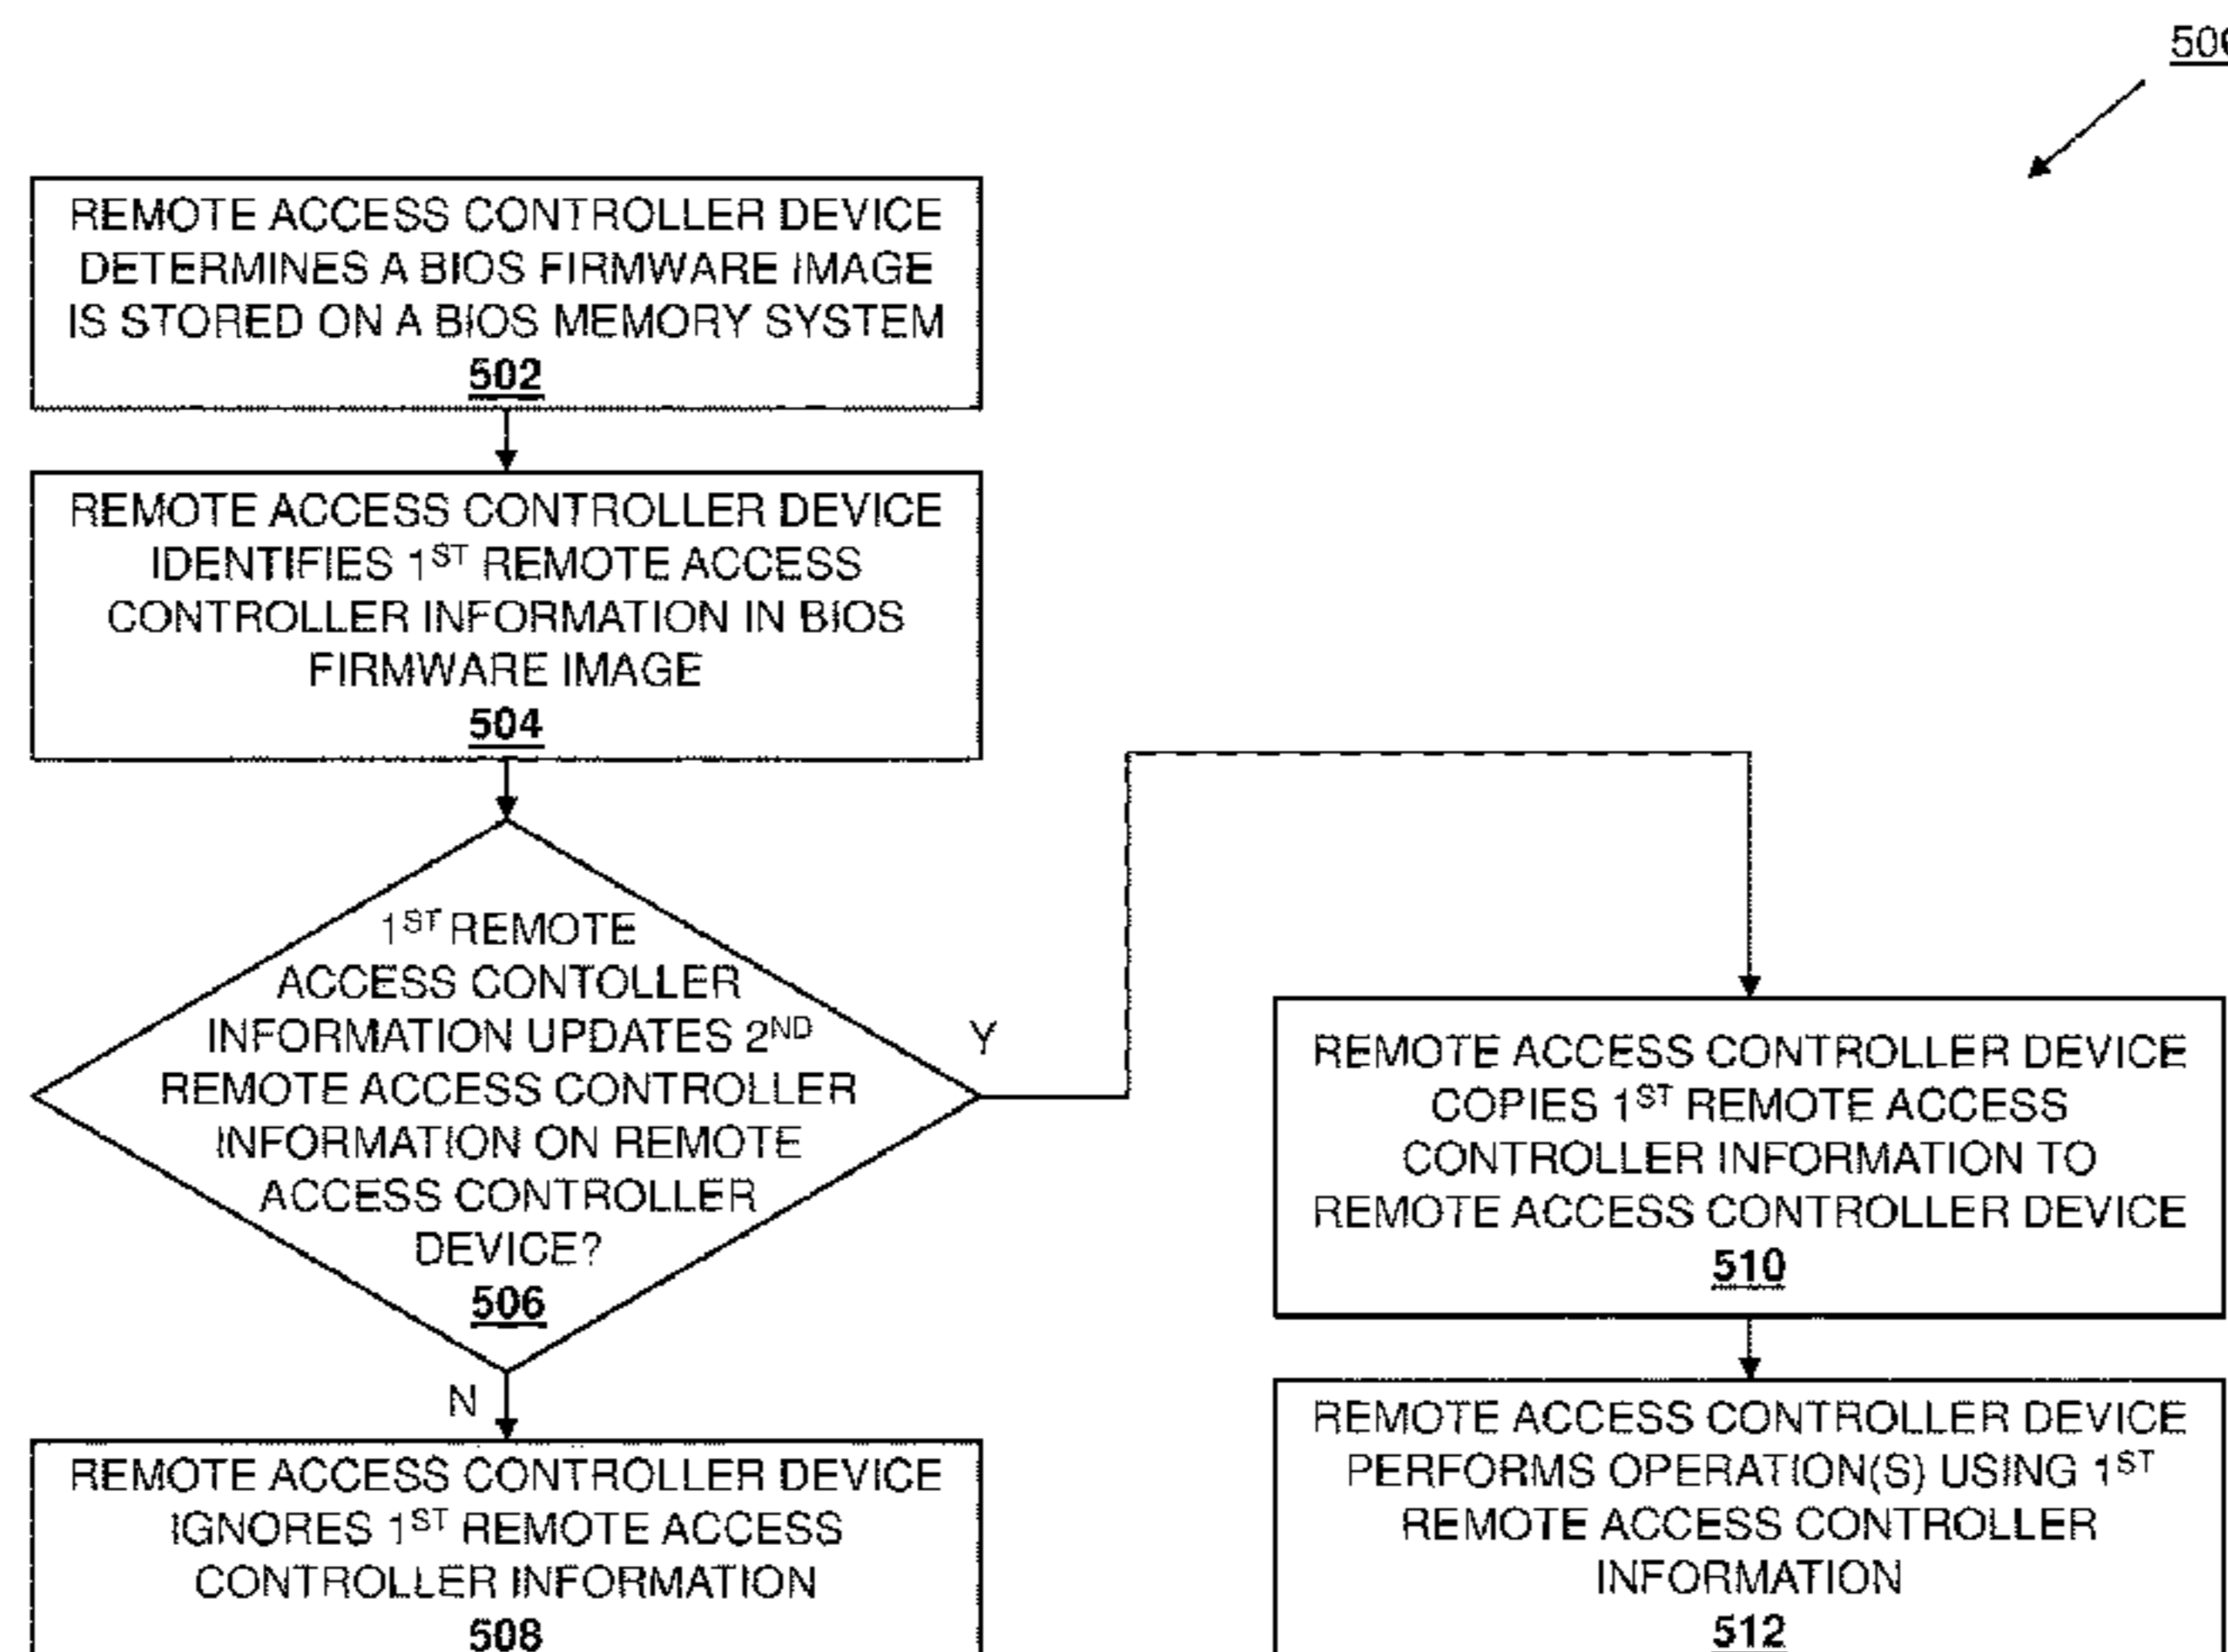 500
REMOTE ACCESS CONTROLLER DEVICE
DETERMINES A BIOS FIRMWARE IMAGE
IS STORED ON A BIOS MEMORY SYSTEM
502
REMOTE ACCESS CONTROLLER DEVICE
IDENTIFIES 1ST REMOTE ACCESS
CONTROLLER INFORMATION IN BIOS
FIRMWARE IMAGE
504
1ST REMOTE
ACCESS CONTOLLER
INFORMATION UPDATES 2ND
REMOTE ACCESS CONTROLLER
INFORMATION ON REMOTE
ACCESS CONTROLLER
DEVICE?
506
Y
N
REMOTE ACCESS CONTROLLER DEVICE
IGNORES 1ST REMOTE ACCESS
CONTROLLER INFORMATION
508
REMOTE ACCESS CONTROLLER DEVICE
COPIES 1ST REMOTE ACCESS
CONTROLLER INFORMATION TO
REMOTE ACCESS CONTROLLER DEVICE
510
REMOTE ACCESS CONTROLLER DEVICE
PERFORMS OPERATION(S) USING 1ST
REMOTE ACCESS CONTROLLER
INFORMATION
512